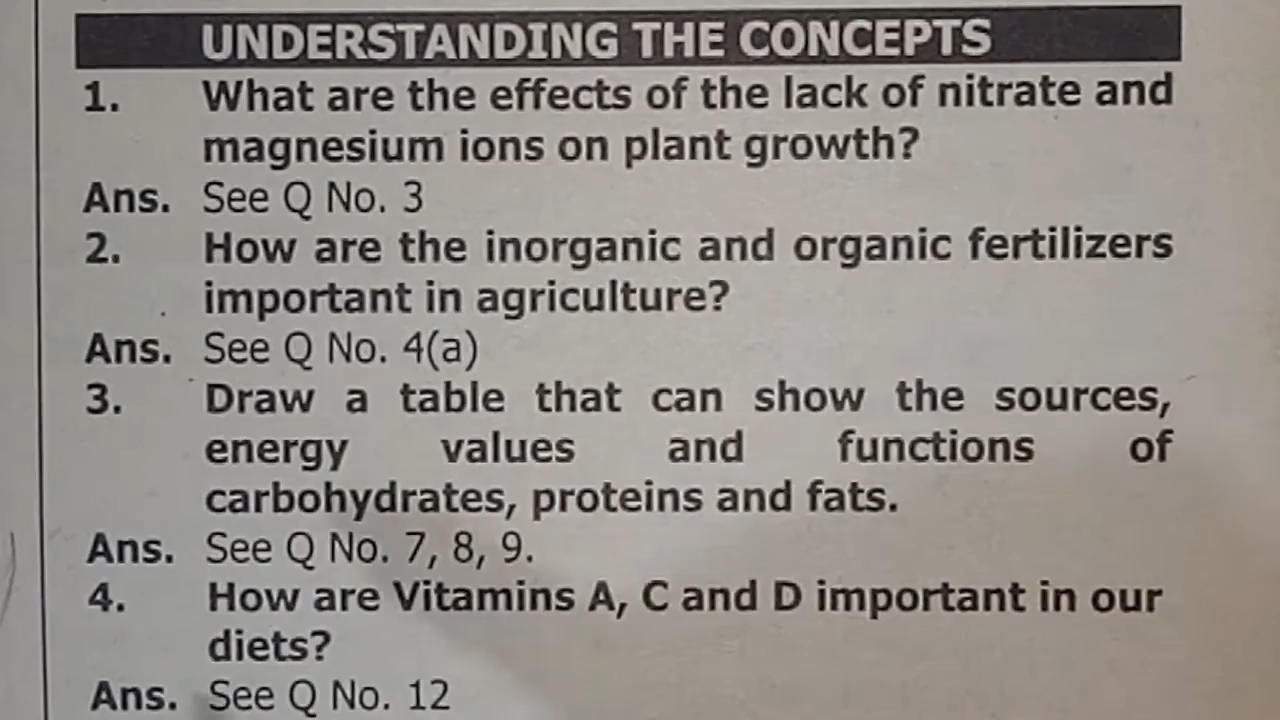 UNDERSTANDING THE CONCEPTS
1. What are the effects of the lack of nitrate and
magnesium ions on plant growth?
Ans. See Q No. 3
2. How are the inorganic and organic fertilizers
important in agriculture?
Ans. See Q No. 4(a)
3. Draw a table that can show the sources,
energy values and functions of
carbohydrates, proteins and fats.
Ans. See Q No. 7, 8, 9.
4. How are Vitamins A, C and D important in our
diets?
Ans. See Q No. 12